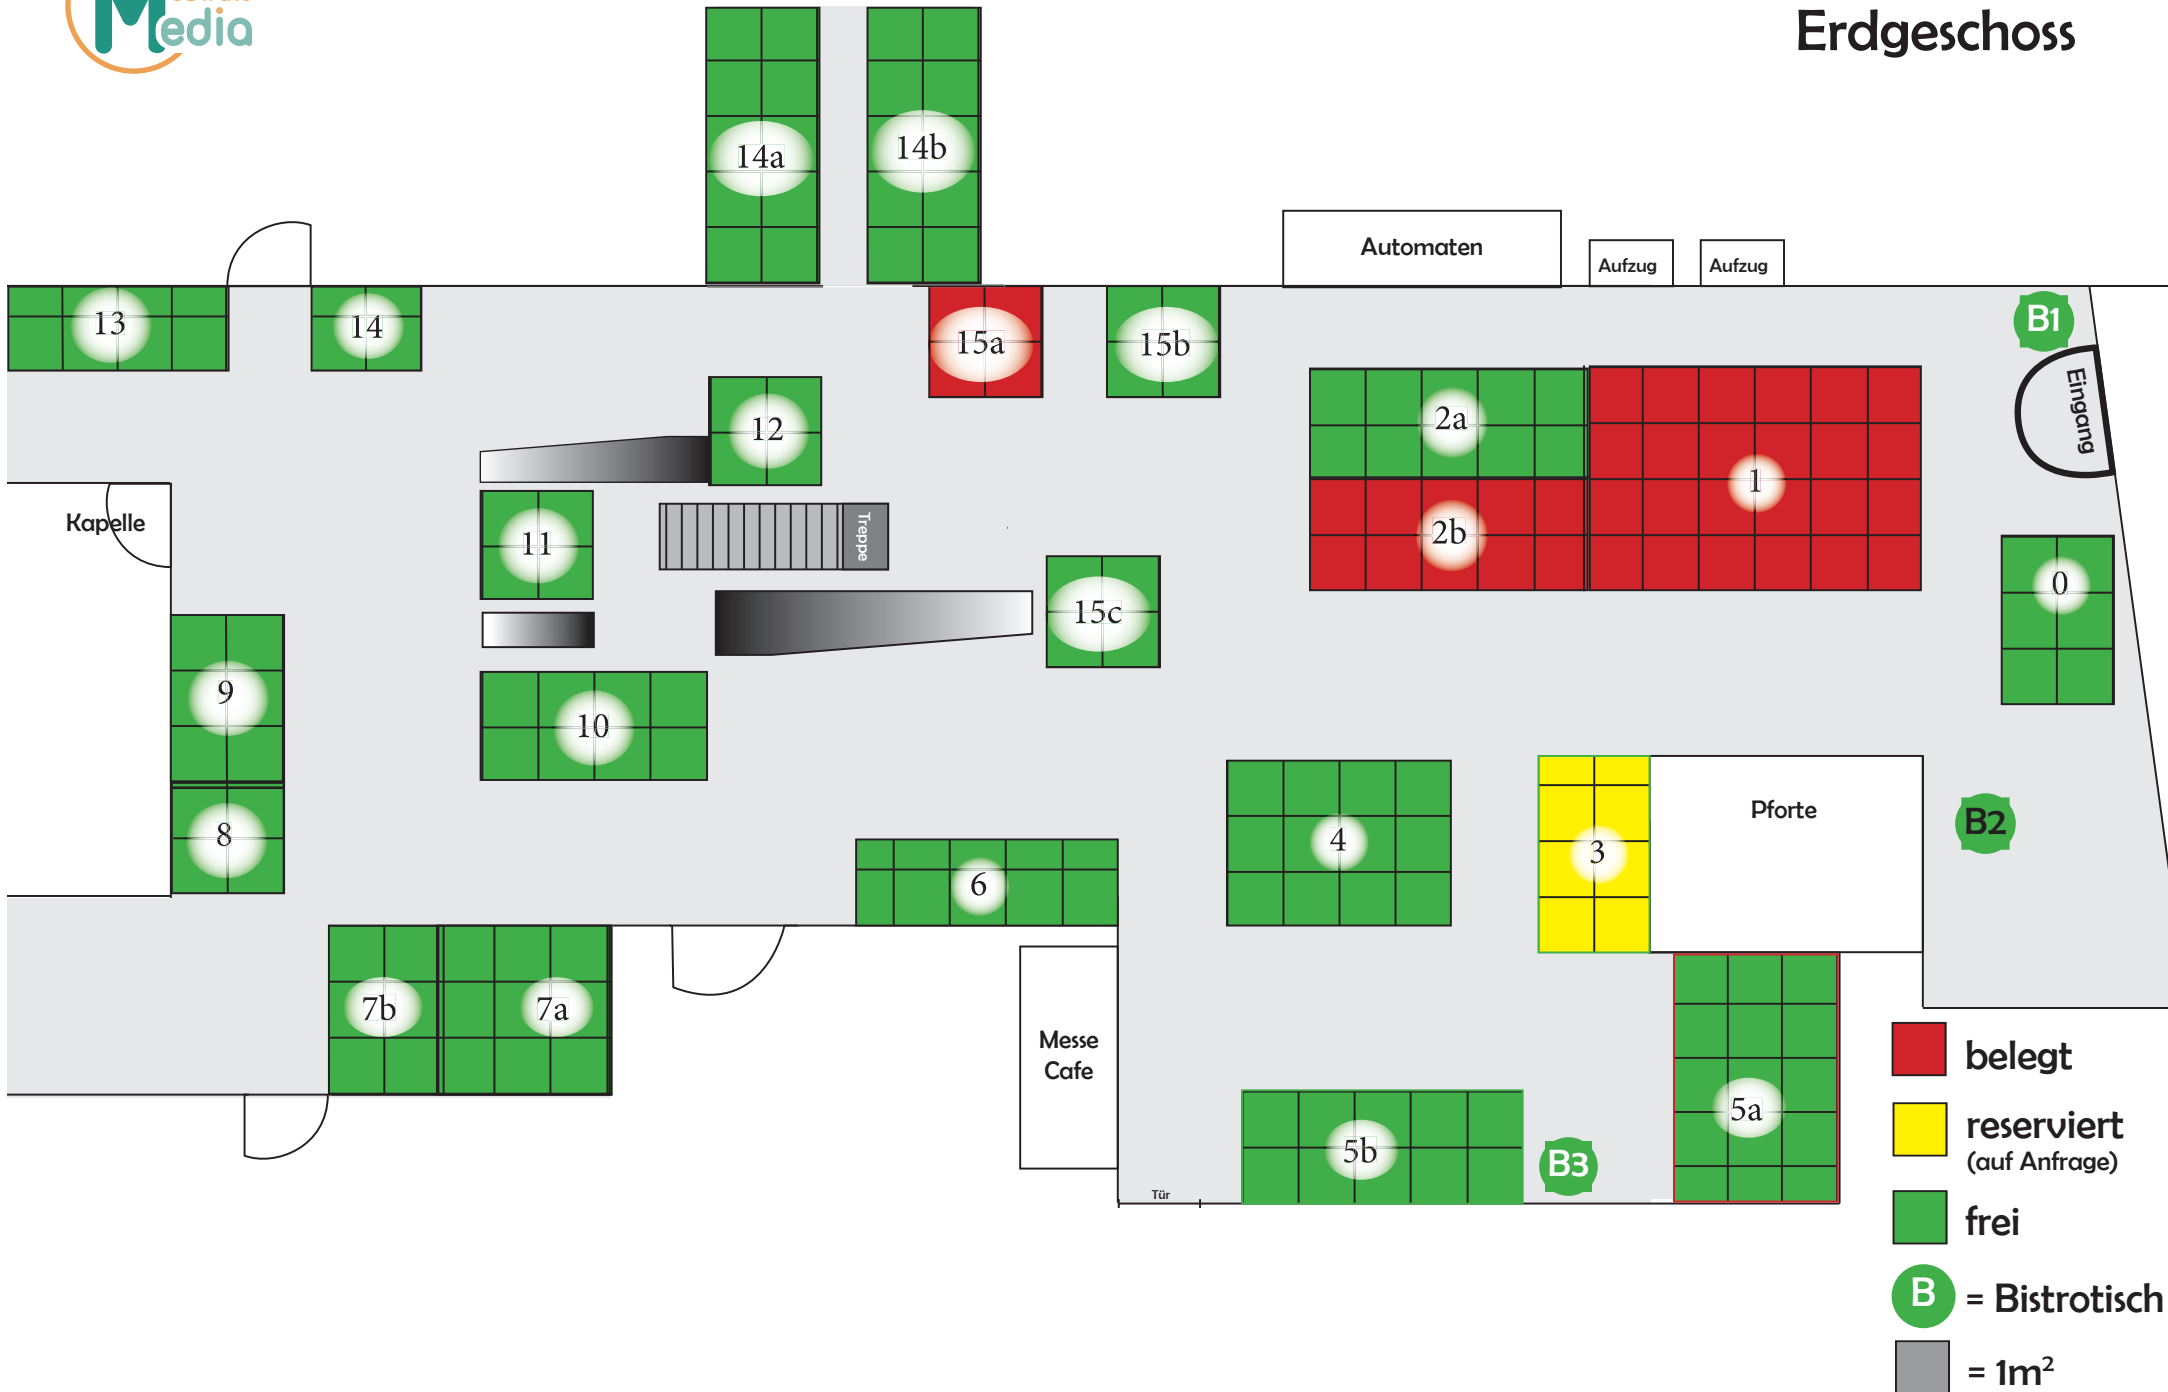 Media
Erdgeschoss
14a
14b
Automaten
Aufzug
Aufzug
13
14
15a
15b
B1
Eingang
12
2a
1
2b
Kapelle
11
Treppe
15c
0
9
10
8
4
3
Pforte
B2
6
7b
7a
Messe
Cafe
5a
5b
B3
Tür
belegt
reserviert
(auf Anfrage)
frei
B = Bistrotisch
= 1m²